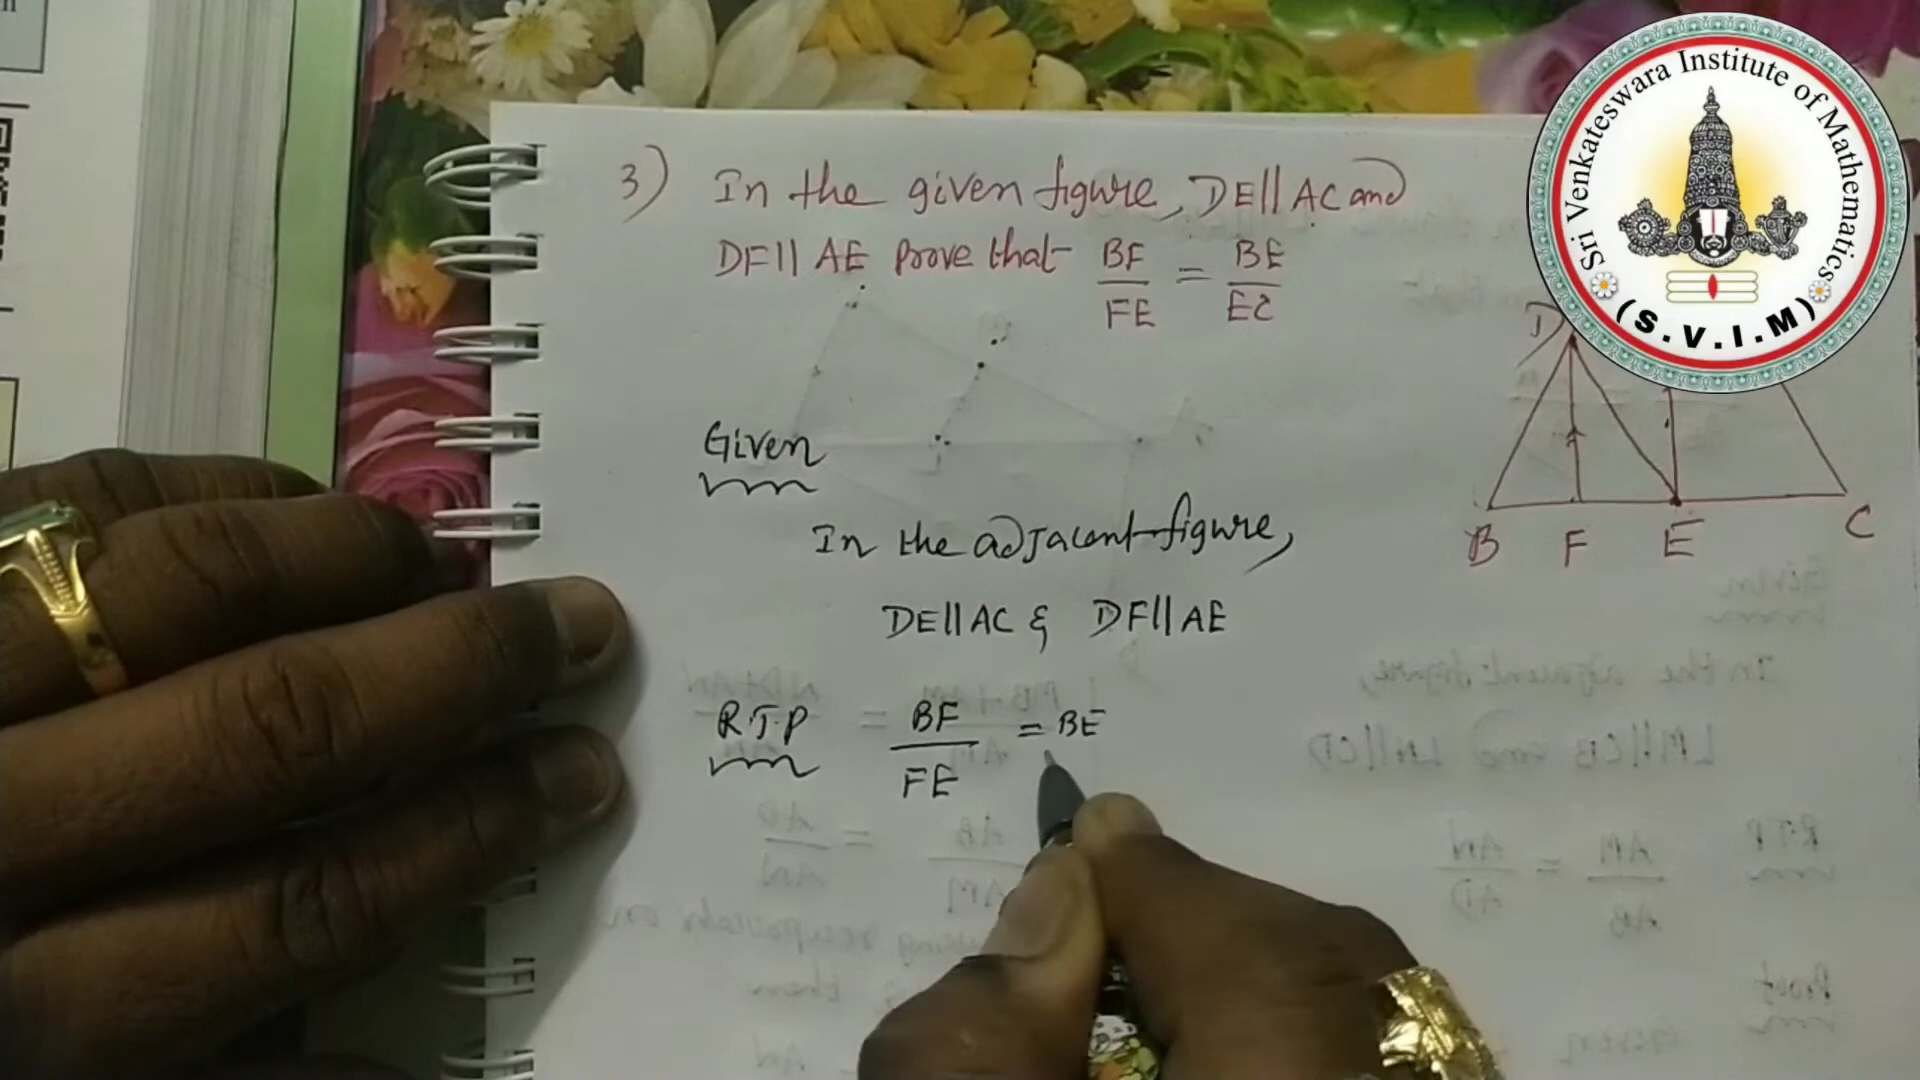 Sri Venkateswara Institute of Mathematics
(S.V.I.M)
3) In the given figure, DE||AC and
DF||AE Prove that BF/FE = BE/EC
D
B F E C
Given
In the adjacent figure,
DE||AC & DF||AE
R.T.P BF/FE = BE